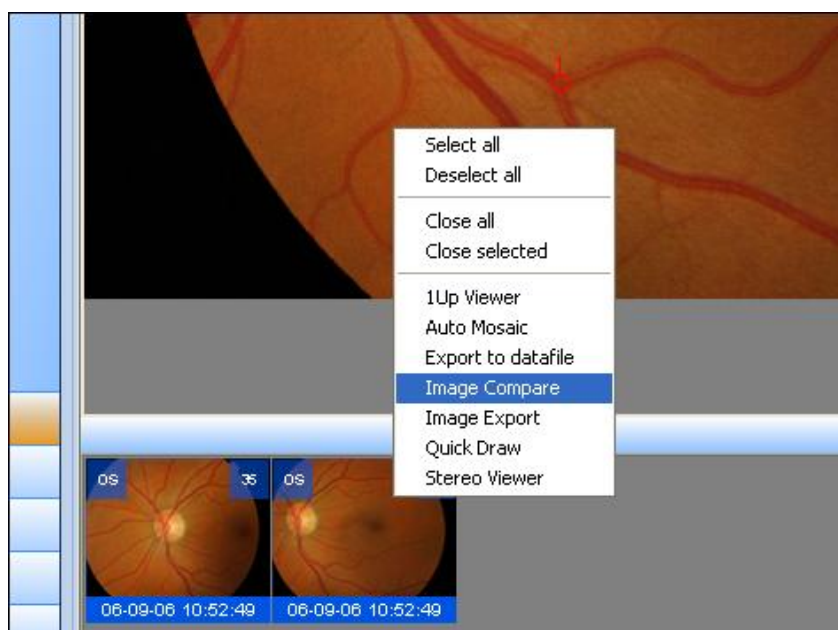 Select all
Deselect all
Close all
Close selected
1Up Viewer
Auto Mosaic
Export to datafile
Image Compare
Image Export
Quick Draw
Stereo Viewer
OS 35 OS
06-09-06 10:52:49 06-09-06 10:52:49